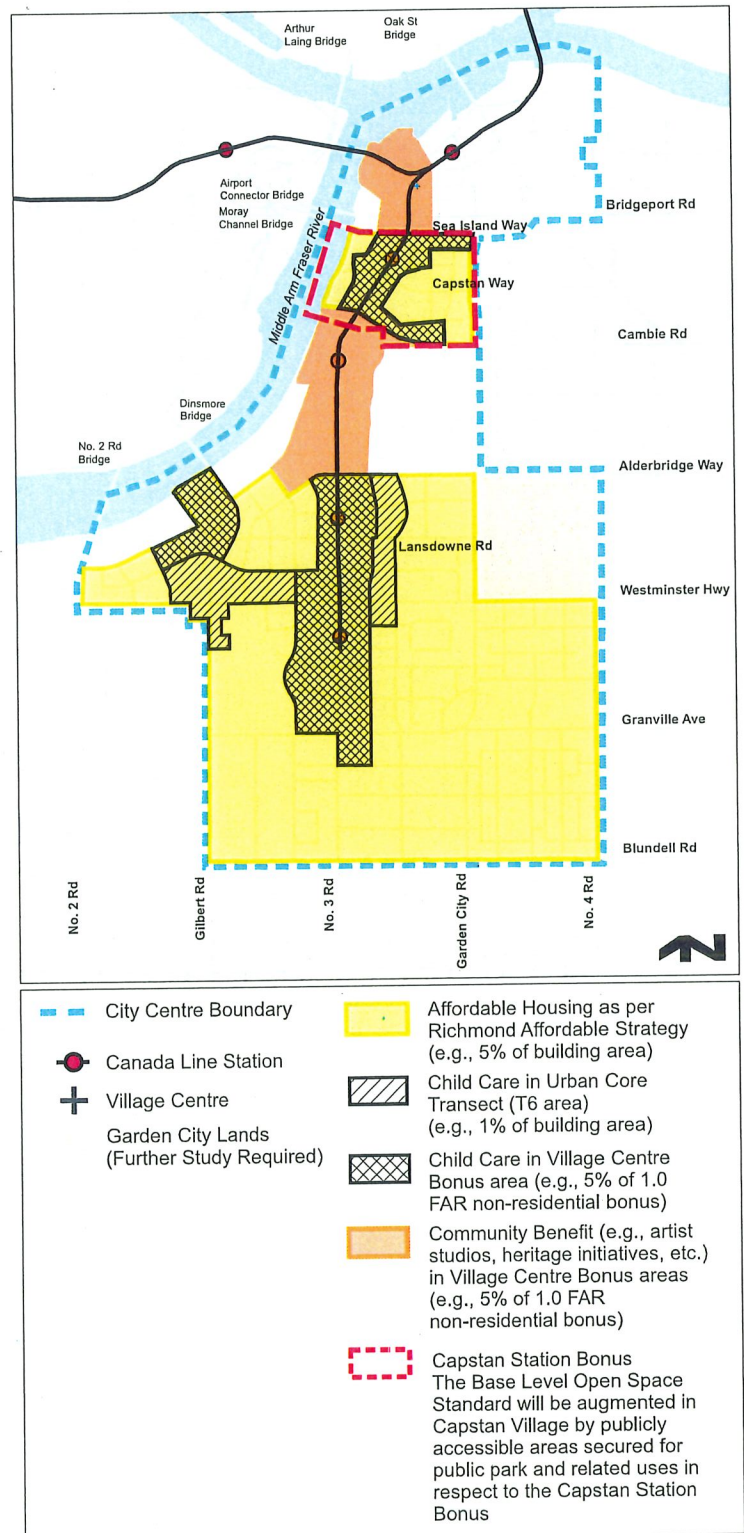 Arthur
Laing Bridge
Oak St
Bridge
Airport
Connector Bridge
Moray
Channel Bridge
Bridgeport Rd
Sea Island Way
Middle Arm Fraser River
Capstan Way
Cambie Rd
Dinsmore
Bridge
No. 2 Rd
Bridge
Alderbridge Way
Lansdowne Rd
Westminster Hwy
Granville Ave
Blundell Rd
No. 2 Rd
Gilbert Rd
No. 3 Rd
Garden City Rd
No. 4 Rd
N
City Centre Boundary
Canada Line Station
Village Centre
Garden City Lands
(Further Study Required)
Affordable Housing as per
Richmond Affordable Strategy
(e.g., 5% of building area)
Child Care in Urban Core
Transect (T6 area)
(e.g., 1% of building area)
Child Care in Village Centre
Bonus area (e.g., 5% of 1.0
FAR non-residential bonus)
Community Benefit (e.g., artist
studios, heritage initiatives, etc.)
in Village Centre Bonus areas
(e.g., 5% of 1.0 FAR
non-residential bonus)
Capstan Station Bonus
The Base Level Open Space
Standard will be augmented in
Capstan Village by publicly
accessible areas secured for
public park and related uses in
respect to the Capstan Station
Bonus